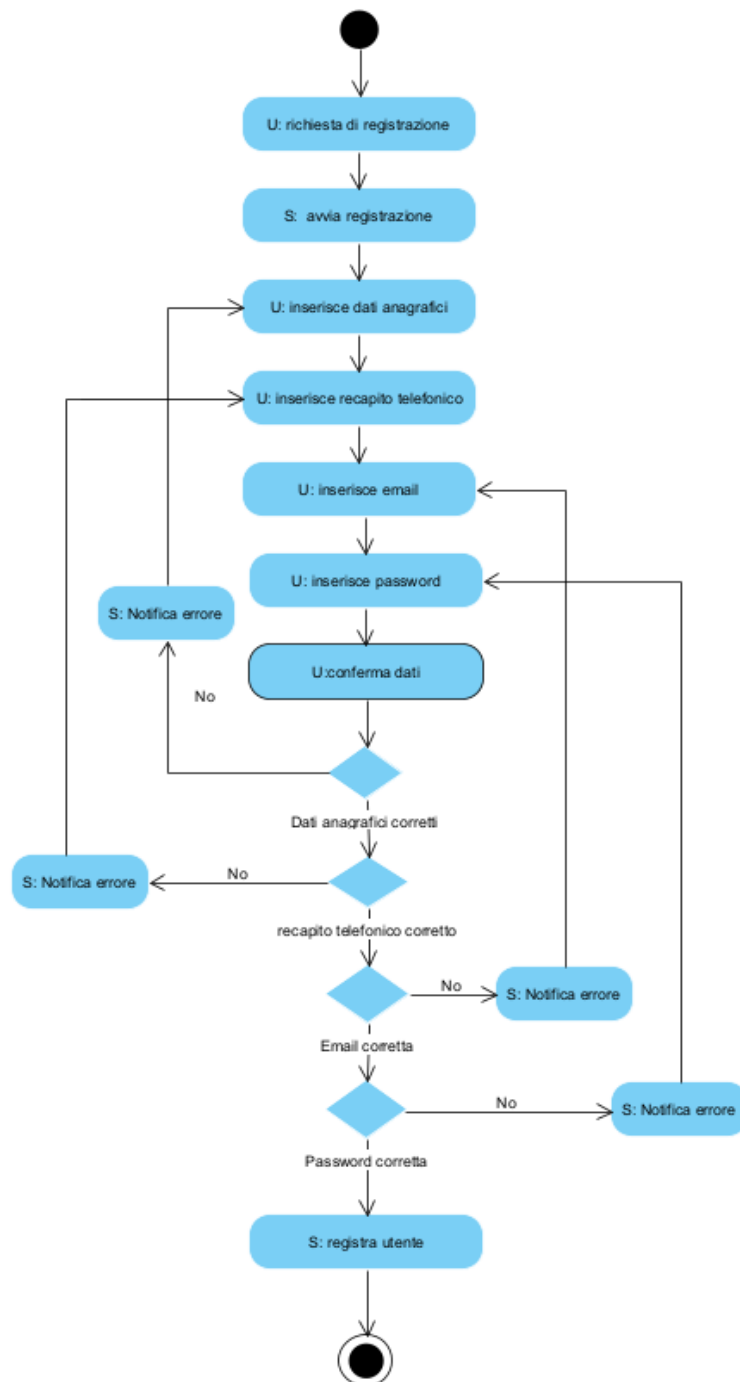 U: richiesta di registrazione
S: avvia registrazione
U: inserisce dati anagrafici
U: inserisce recapito telefonico
U: inserisce email
U: inserisce password
S: Notifica errore
U:conferma dati
No
Dati anagrafici corretti
S: Notifica errore
No
recapito telefonico corretto
No
S: Notifica errore
Email corretta
No
S: Notifica errore
Password corretta
S: registra utente